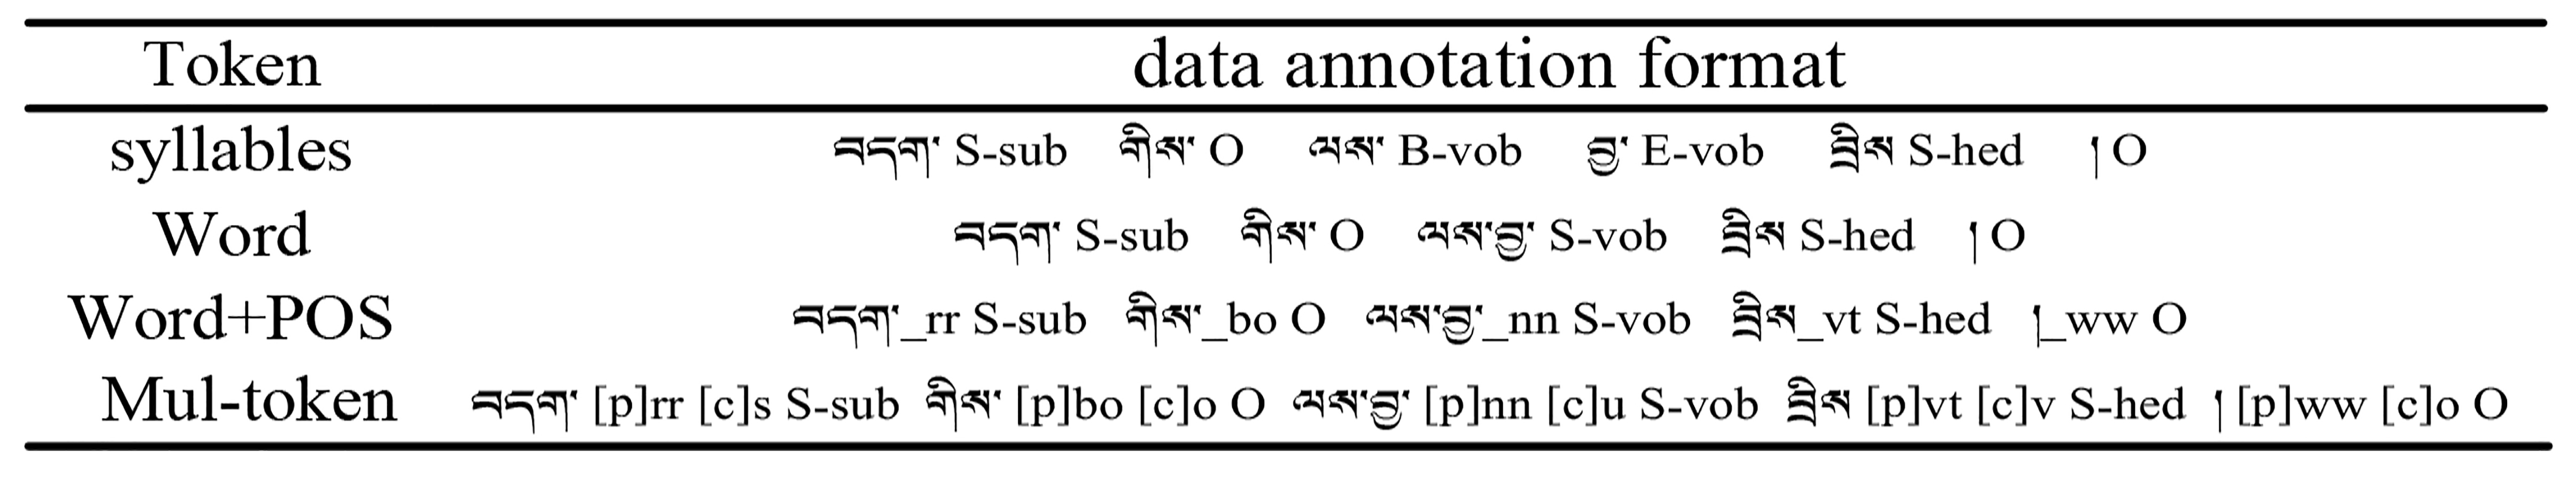 Token data annotation format
syllables བདག་ S-sub གིས་ O ལས་ B-vob བྱ་ E-vob ཟིས S-hed ། O
Word བདག་ S-sub གིས་ O ལས་བྱ་ S-vob ཟིས S-hed ། O
Word+POS བདག་_rr S-sub གིས་_bo O ལས་བྱ་_nn S-vob ཟིས_vt S-hed །_ww O
Mul-token བདག་ [p]rr [c]s S-sub གིས་ [p]bo [c]o O ལས་བྱ་ [p]nn [c]u S-vob ཟིས [p]vt [c]v S-hed ། [p]ww [c]o O